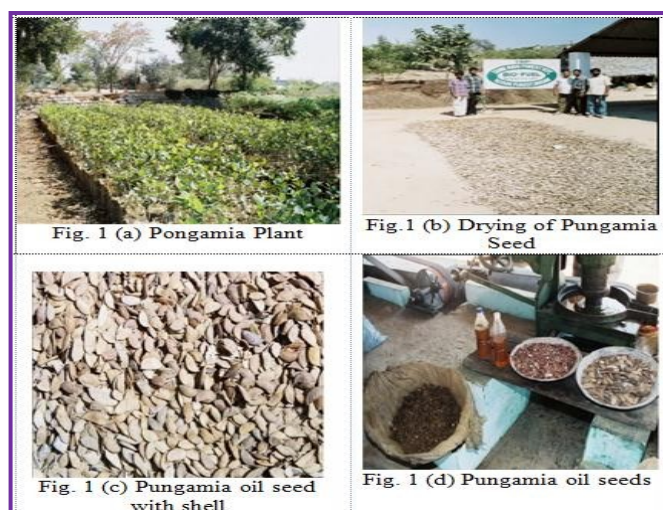 Fig. 1 (a) Pongamia Plant
Fig.1 (b) Drying of Pungamia
Seed
BIO-FUEL
Fig. 1 (c) Pungamia oil seed
with shell
Fig. 1 (d) Pungamia oil seeds